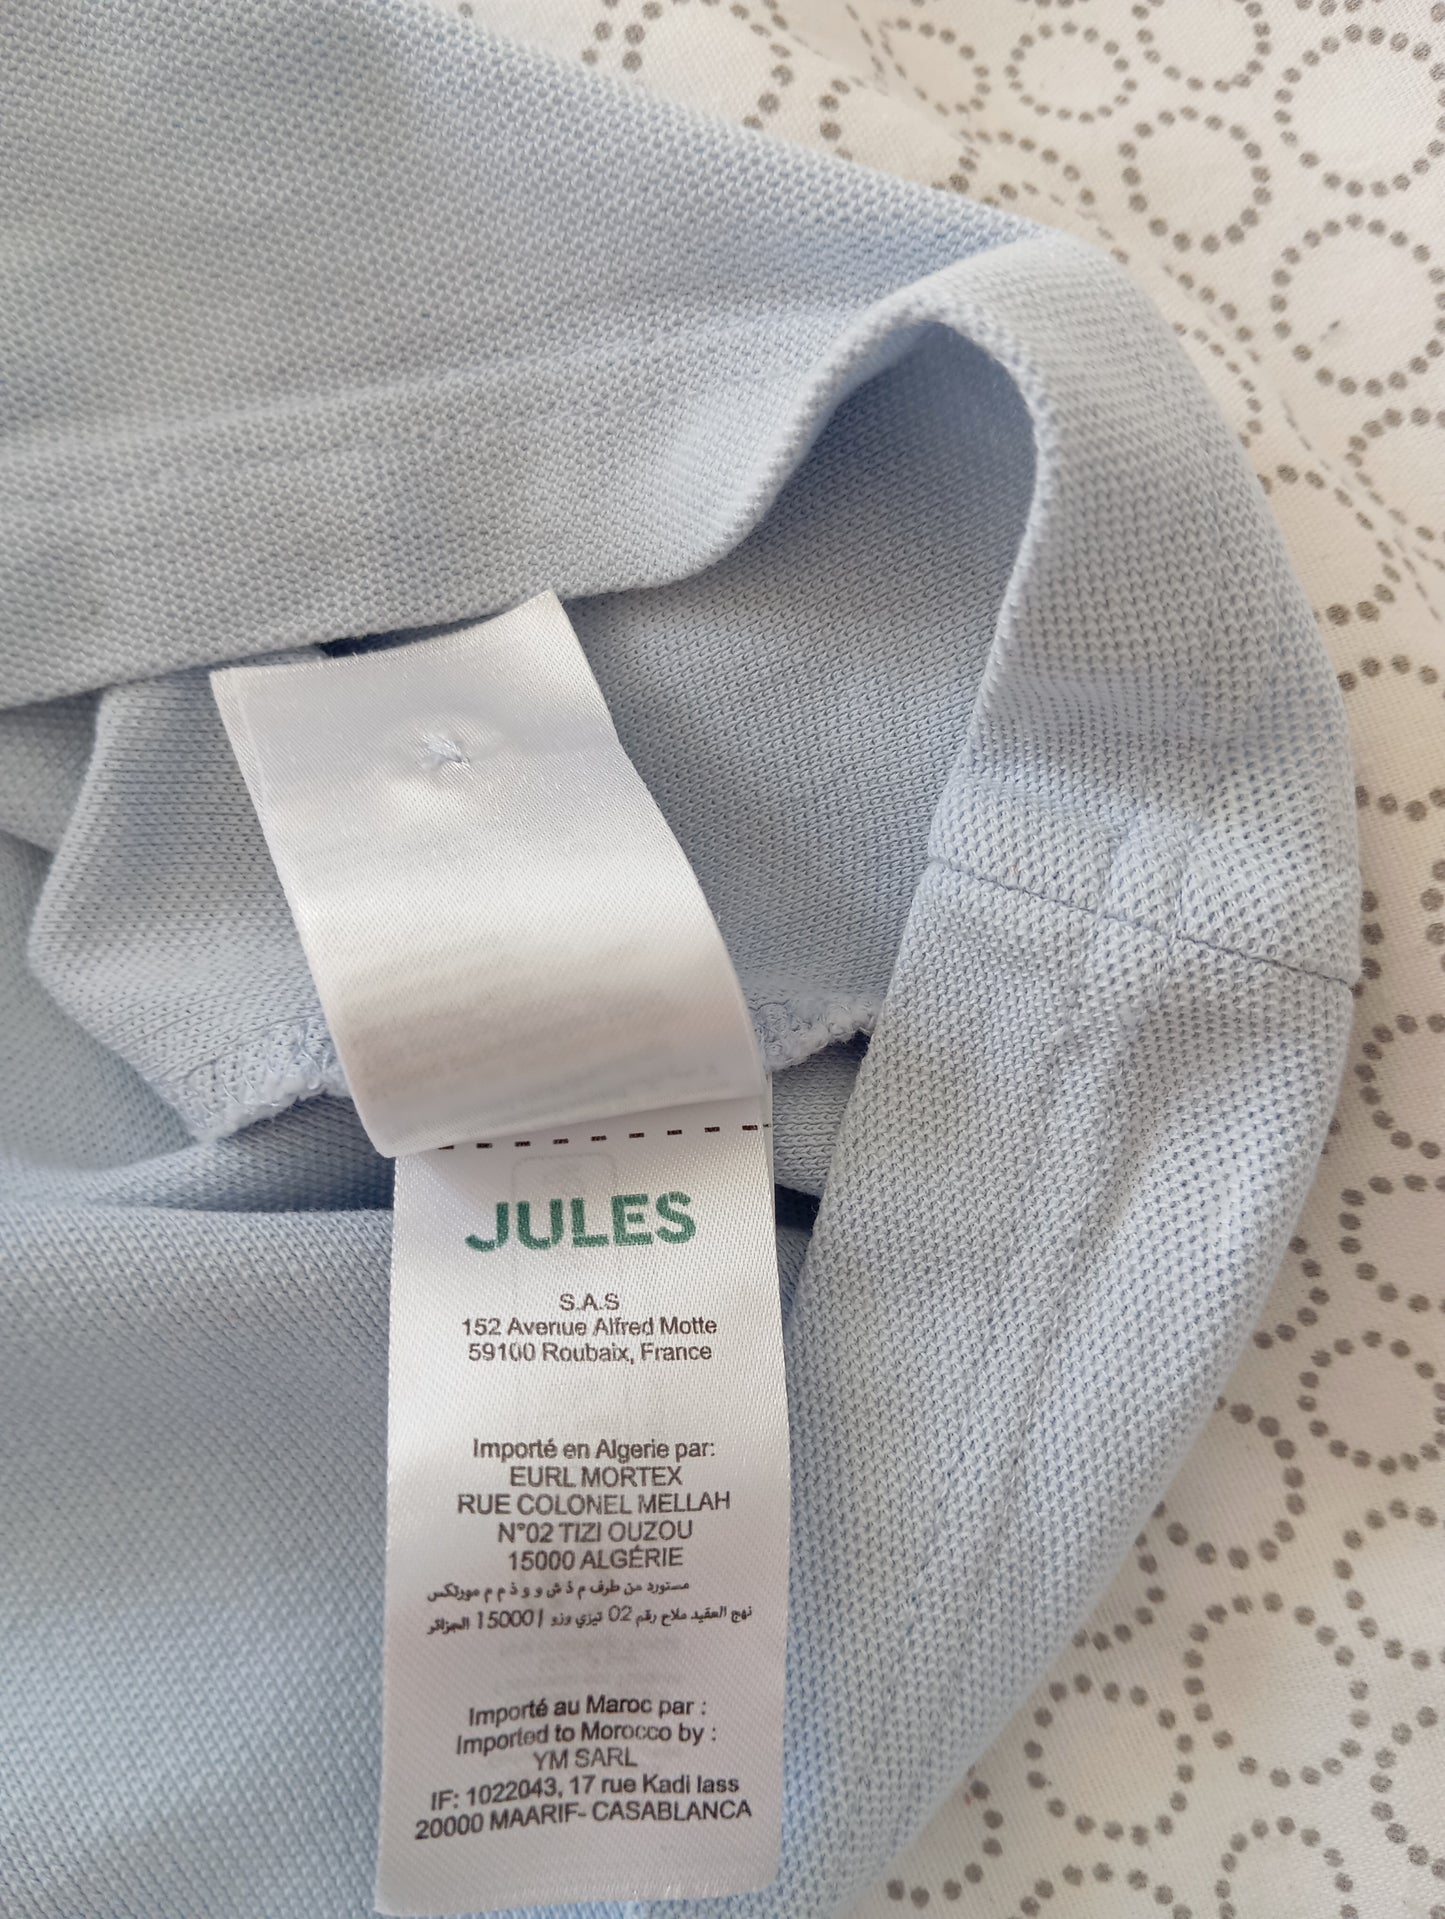 JULES
S.A.S
152 Avenue Alfred Motte
59100 Roubaix, France
Importé en Algerie par:
EURL MORTEX
RUE COLONEL MELLAH
N°02 TIZI OUZOU
15000 ALGÉRIE
مستورد من طرف م ذ ش و و ذ م م مورتكس
نهج العقيد ملاح رقم 02 تيزي وزو 15000 الجزائر
Importé au Maroc par :
Imported to Morocco by :
YM SARL
IF: 1022043, 17 rue Kadi Iass
20000 MAARIF- CASABLANCA